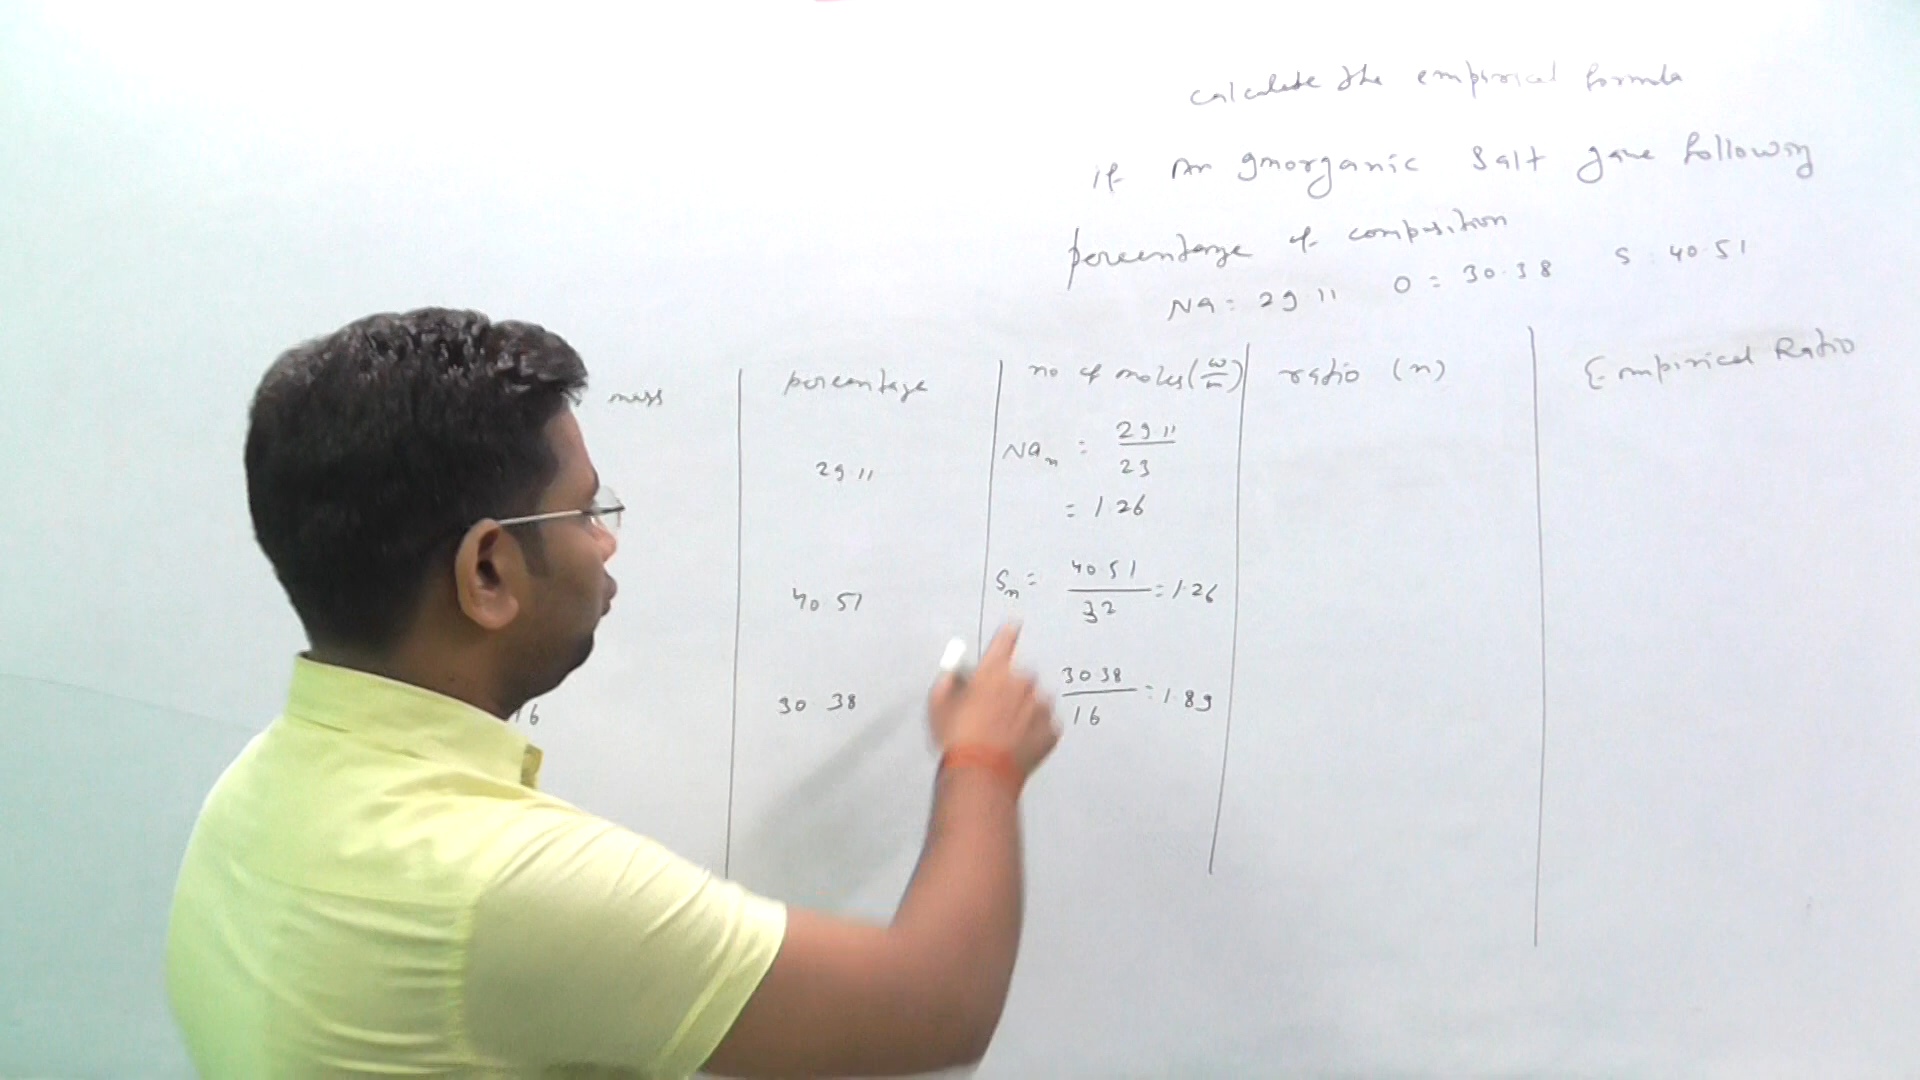 calculate the empirical formula
if An Inorganic Salt gave following
percentage of composition
Na = 29.11 O = 30.38 S : 40.51
mass percentage no of moles (w/m) ratio (n) Empirical Ratio
29.11 Na n = 29.11/23
= 1.26
40.51 S n = 40.51/32 = 1.26
16 30.38 30.38/16 = 1.89